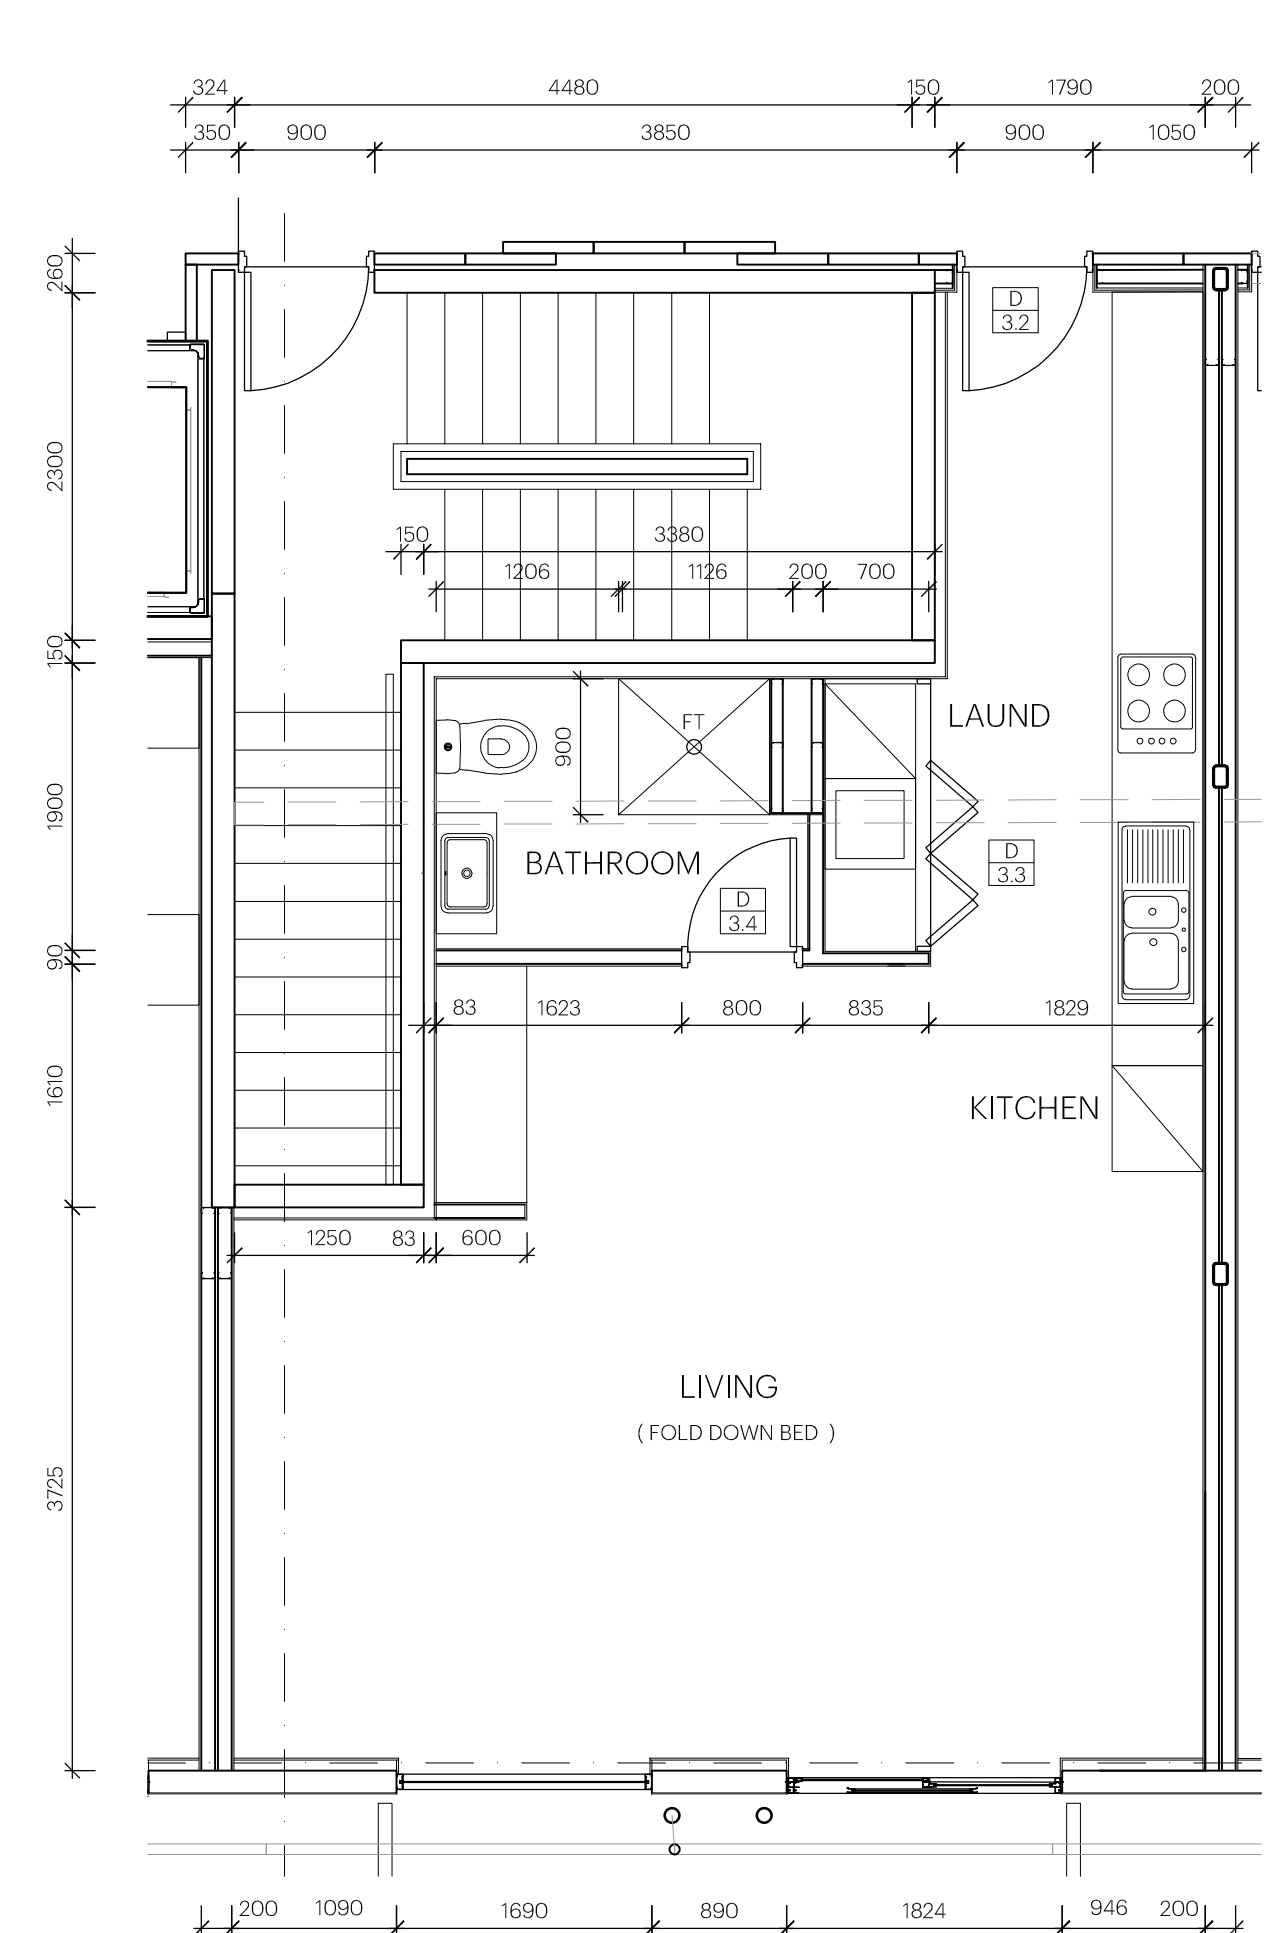 324 4480 150 1790 200
350 900 3850 900 1050
260
D
3.2
2300
150 3380
1206 1126 200 700
150
FT
LAUND
900
1900
BATHROOM
D
3.3
D
3.4
90
83 1623 800 835 1829
1610
KITCHEN
1250 83 600
LIVING
( FOLD DOWN BED )
3725
200 1090 1690 890 1824 946 200